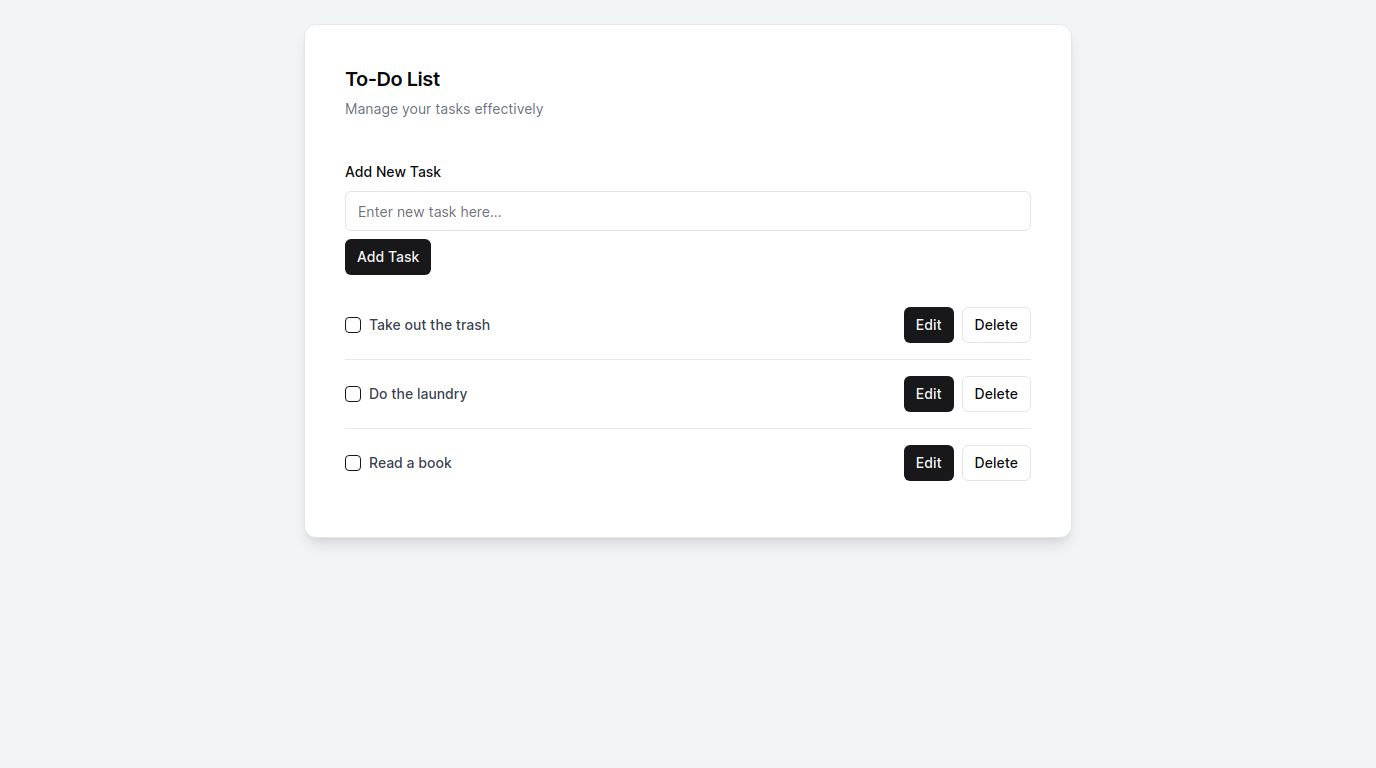 To-Do List
Manage your tasks effectively
Add New Task
Enter new task here...
Add Task
Take out the trash Edit Delete
Do the laundry Edit Delete
Read a book Edit Delete